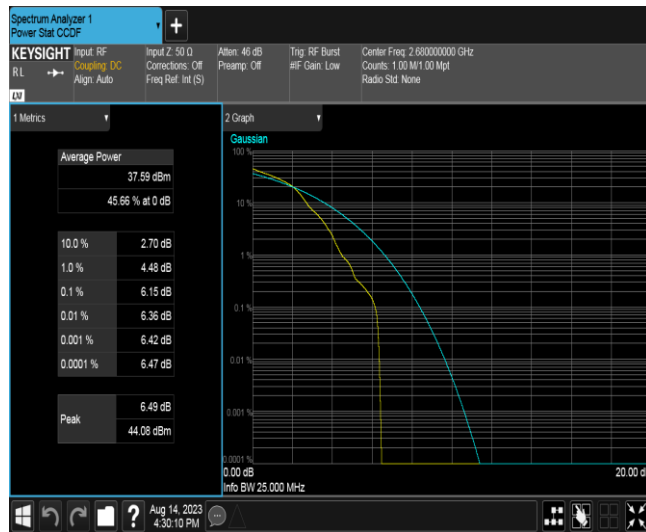 Spectrum Analyzer 1
Power Stat CCDF
+
KEYSIGHT
RL
LXI
Input: RF
Coupling: DC
Align: Auto
Input Z: 50 Ω
Corrections: Off
Freq Ref: Int (S)
Atten: 46 dB
Preamp: Off
Trig: RF Burst
#IF Gain: Low
Center Freq: 2.680000000 GHz
Counts: 1.00 M/1.00 Mpt
Radio Std: None
1 Metrics
Average Power
37.59 dBm
45.66 % at 0 dB
10.0 % 2.70 dB
1.0 % 4.48 dB
0.1 % 6.15 dB
0.01 % 6.36 dB
0.001 % 6.42 dB
0.0001 % 6.47 dB
Peak
6.49 dB
44.08 dBm
2 Graph
Gaussian
100 %
10 %
1 %
0.1 %
0.01 %
0.001 %
0.0001 %
0.00 dB
20.00 d
Info BW 25.000 MHz
?
Aug 14, 2023
4:30:10 PM